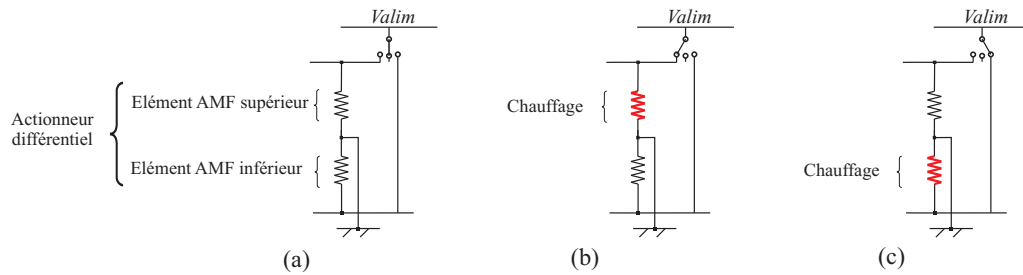 Valim
Valim
Valim
Elément AMF supérieur
Actionneur
différentiel
Elément AMF inférieur
Chauffage
Chauffage
(a)
(b)
(c)